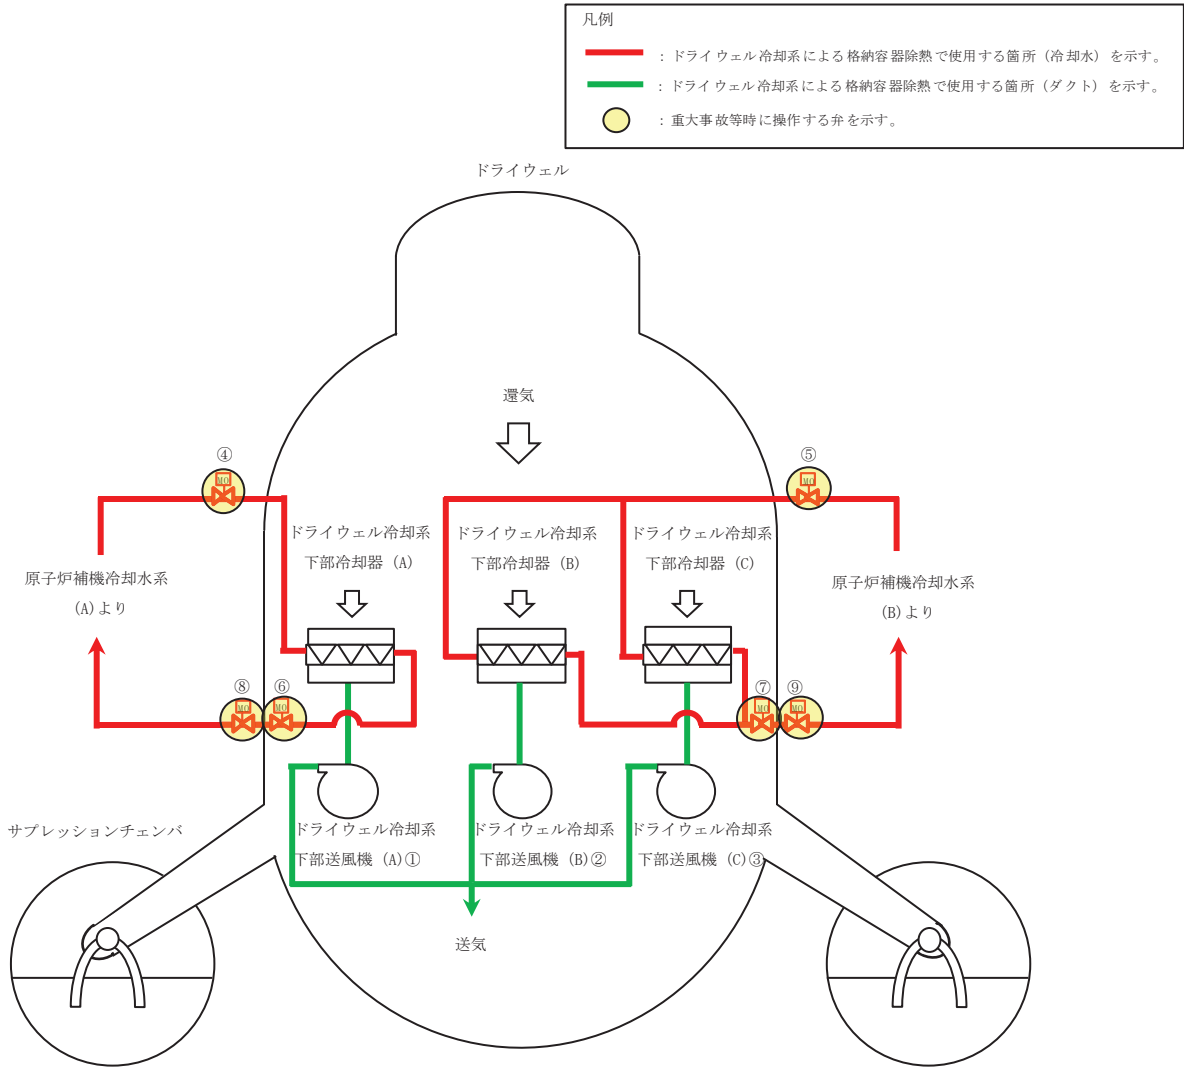 凡例
：ドライウェル冷却系による格納容器除熱で使用する箇所（冷却水）を示す。
：ドライウェル冷却系による格納容器除熱で使用する箇所（ダクト）を示す。
：重大事故等時に操作する弁を示す。
ドライウェル
還気
④
⑤
MO
MO
ドライウェル冷却系
下部冷却器（A）
ドライウェル冷却系
下部冷却器（B）
ドライウェル冷却系
下部冷却器（C）
原子炉補機冷却水系
（A）より
原子炉補機冷却水系
（B）より
⑧
⑥
⑦
⑨
MO
MO
MO
MO
サプレッションチェンバ
ドライウェル冷却系
下部送風機（A）①
ドライウェル冷却系
下部送風機（B）②
ドライウェル冷却系
下部送風機（C）③
送気